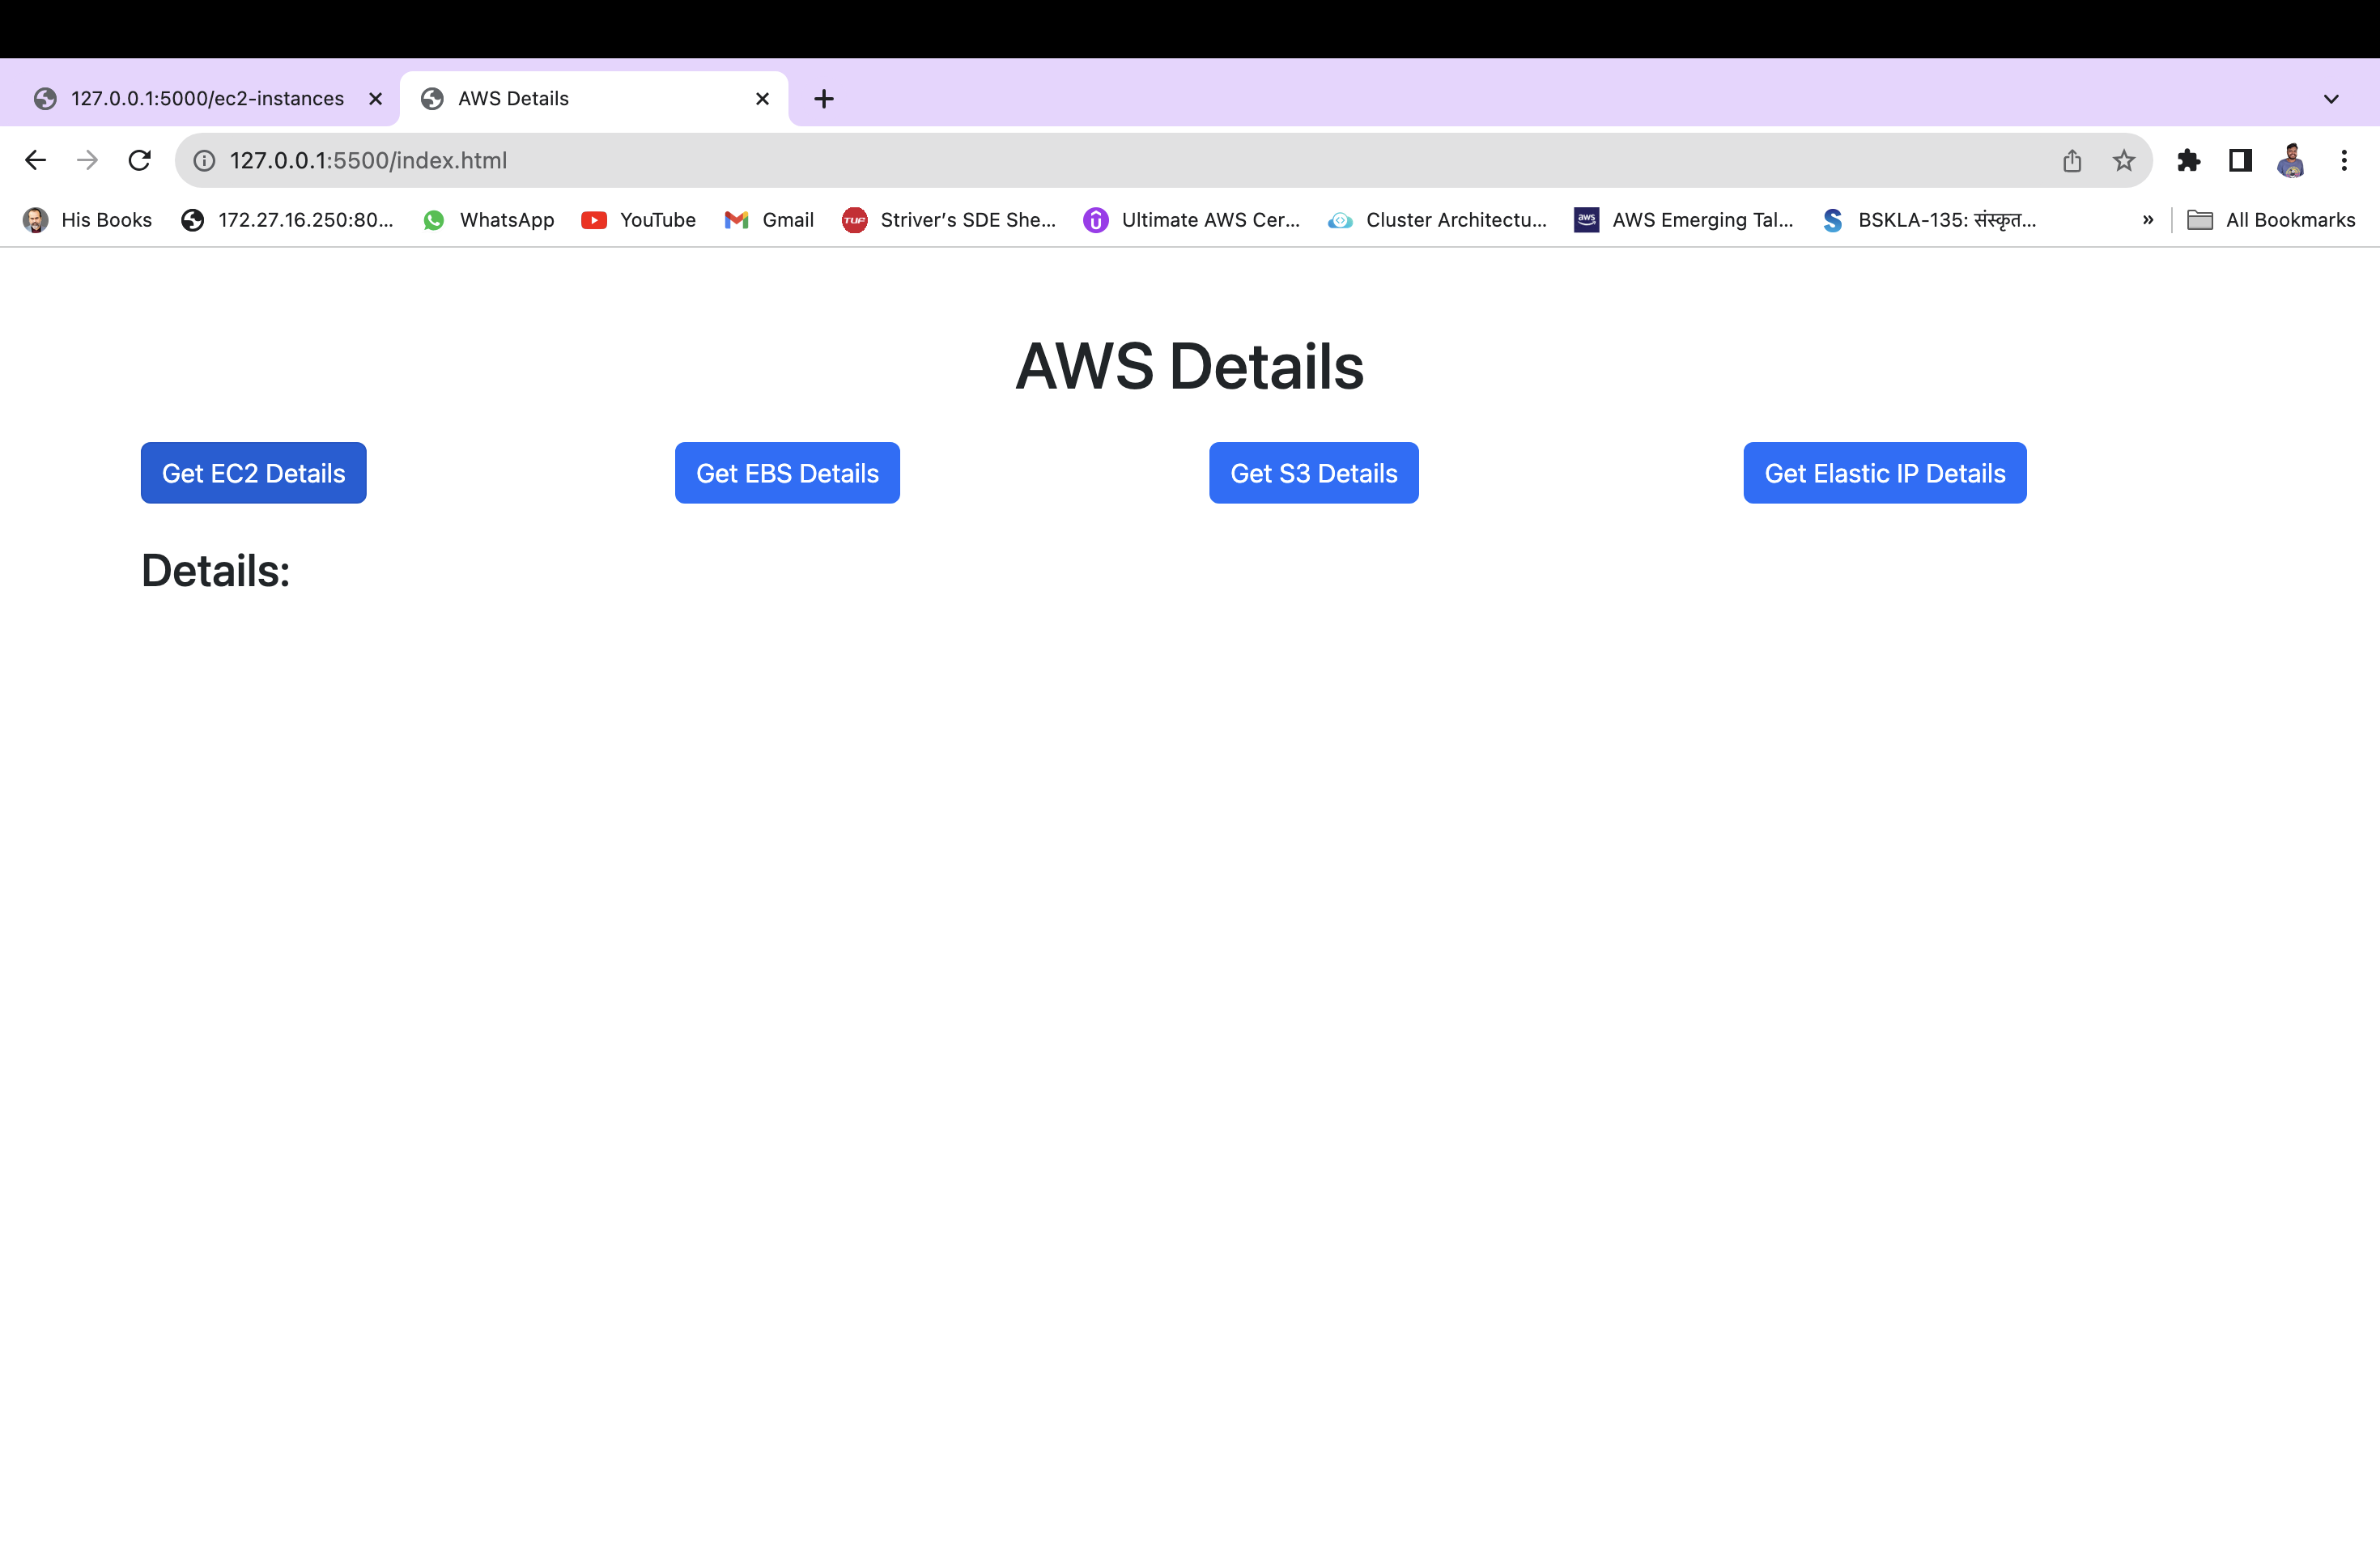 127.0.0.1:5000/ec2-instances
AWS Details
127.0.0.1:5500/index.html
His Books
172.27.16.250:80...
WhatsApp
YouTube
Gmail
TUF
Striver's SDE She...
Ultimate AWS Cer...
Cluster Architectu...
aws
AWS Emerging Tal...
BSKLA-135: संस्कृत...
All Bookmarks
AWS Details
Get EC2 Details
Get EBS Details
Get S3 Details
Get Elastic IP Details
Details: